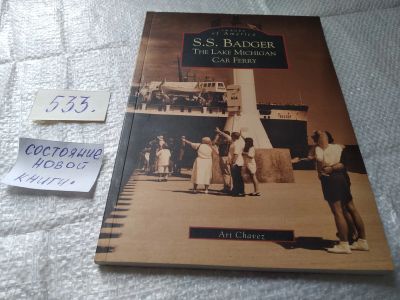 of America
S.S. BADGER
THE LAKE MICHIGAN
CAR FERRY
533.
СОСТОЯНИЕ
НОВОЙ
КНИГИ.
Art Chavez